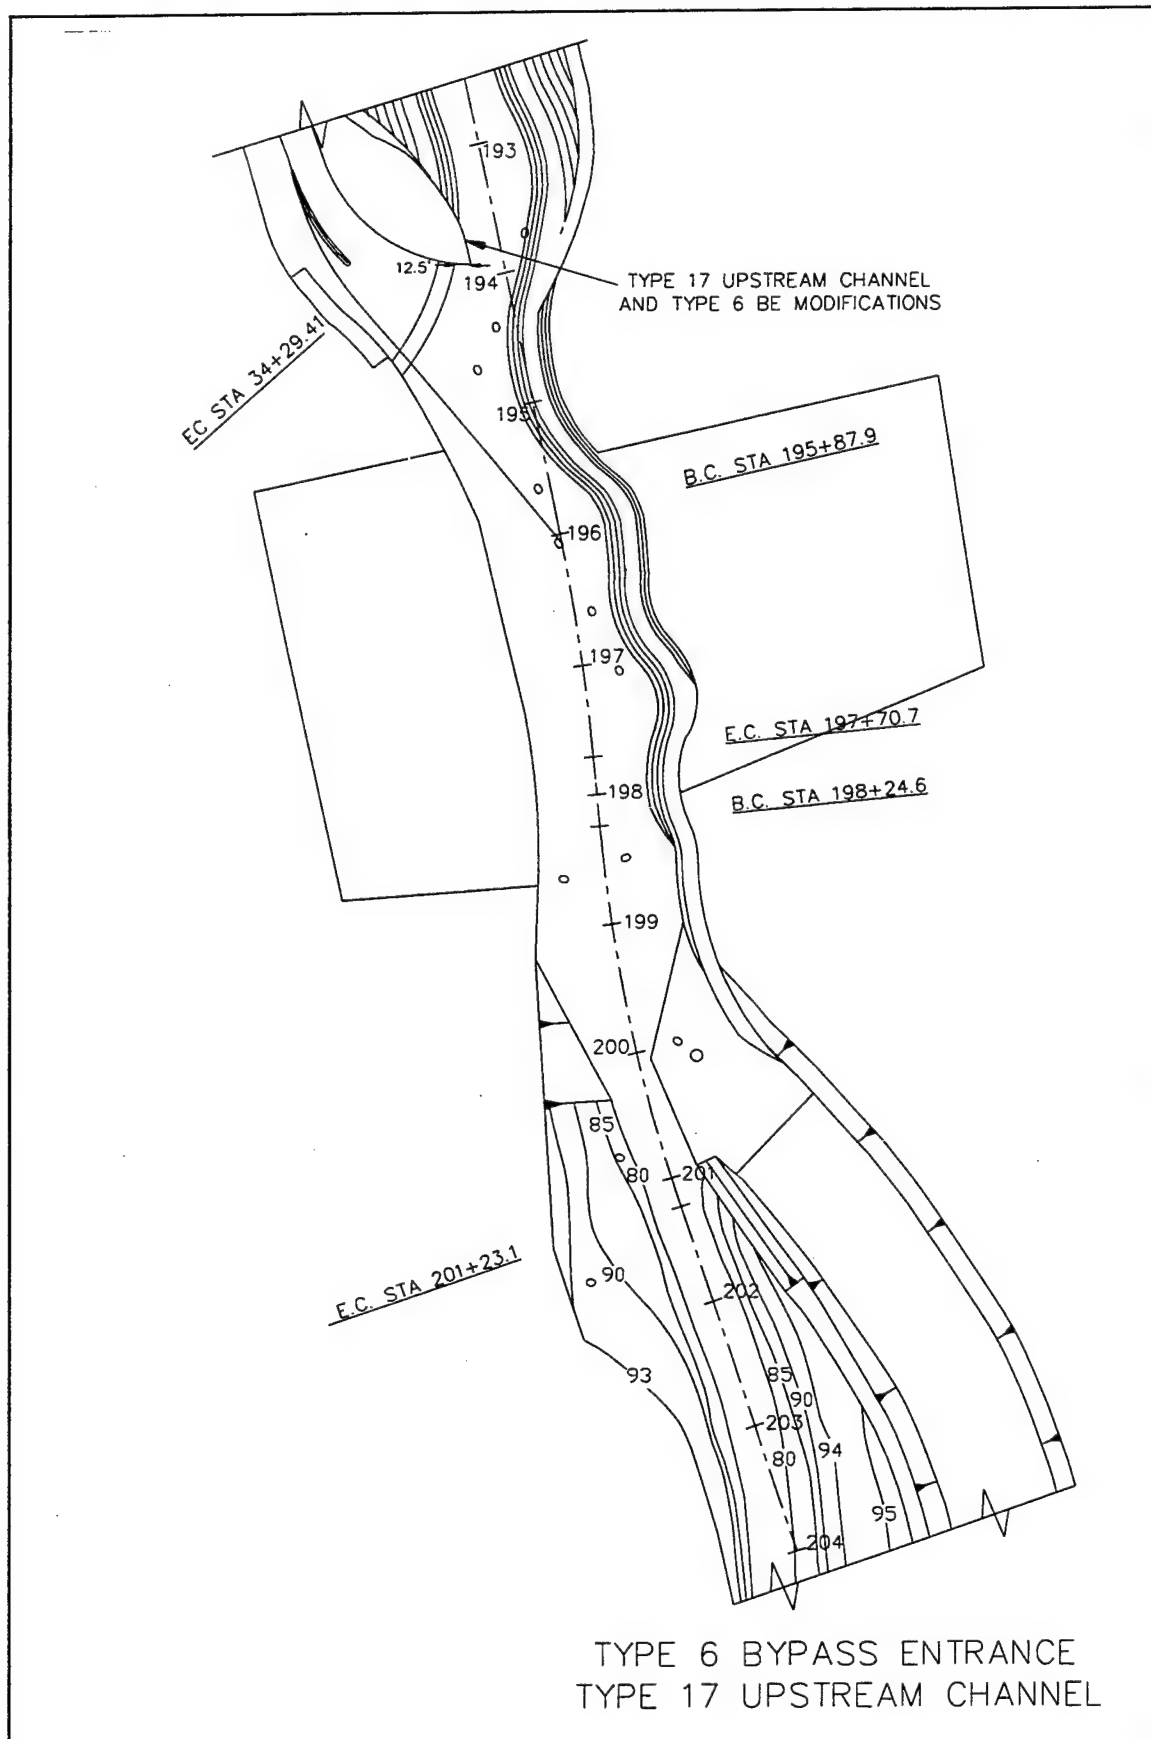 193
12.5'
194
TYPE 17 UPSTREAM CHANNEL
AND TYPE 6 BE MODIFICATIONS
EC STA 34+29.41
195
B.C. STA 195+87.9
196
197
E.C. STA 197+70.7
198
B.C. STA 198+24.6
199
200
85
80
201
90
202
E.C. STA 201+23.1
93
85
90
203
94
80
95
204
TYPE 6 BYPASS ENTRANCE
TYPE 17 UPSTREAM CHANNEL